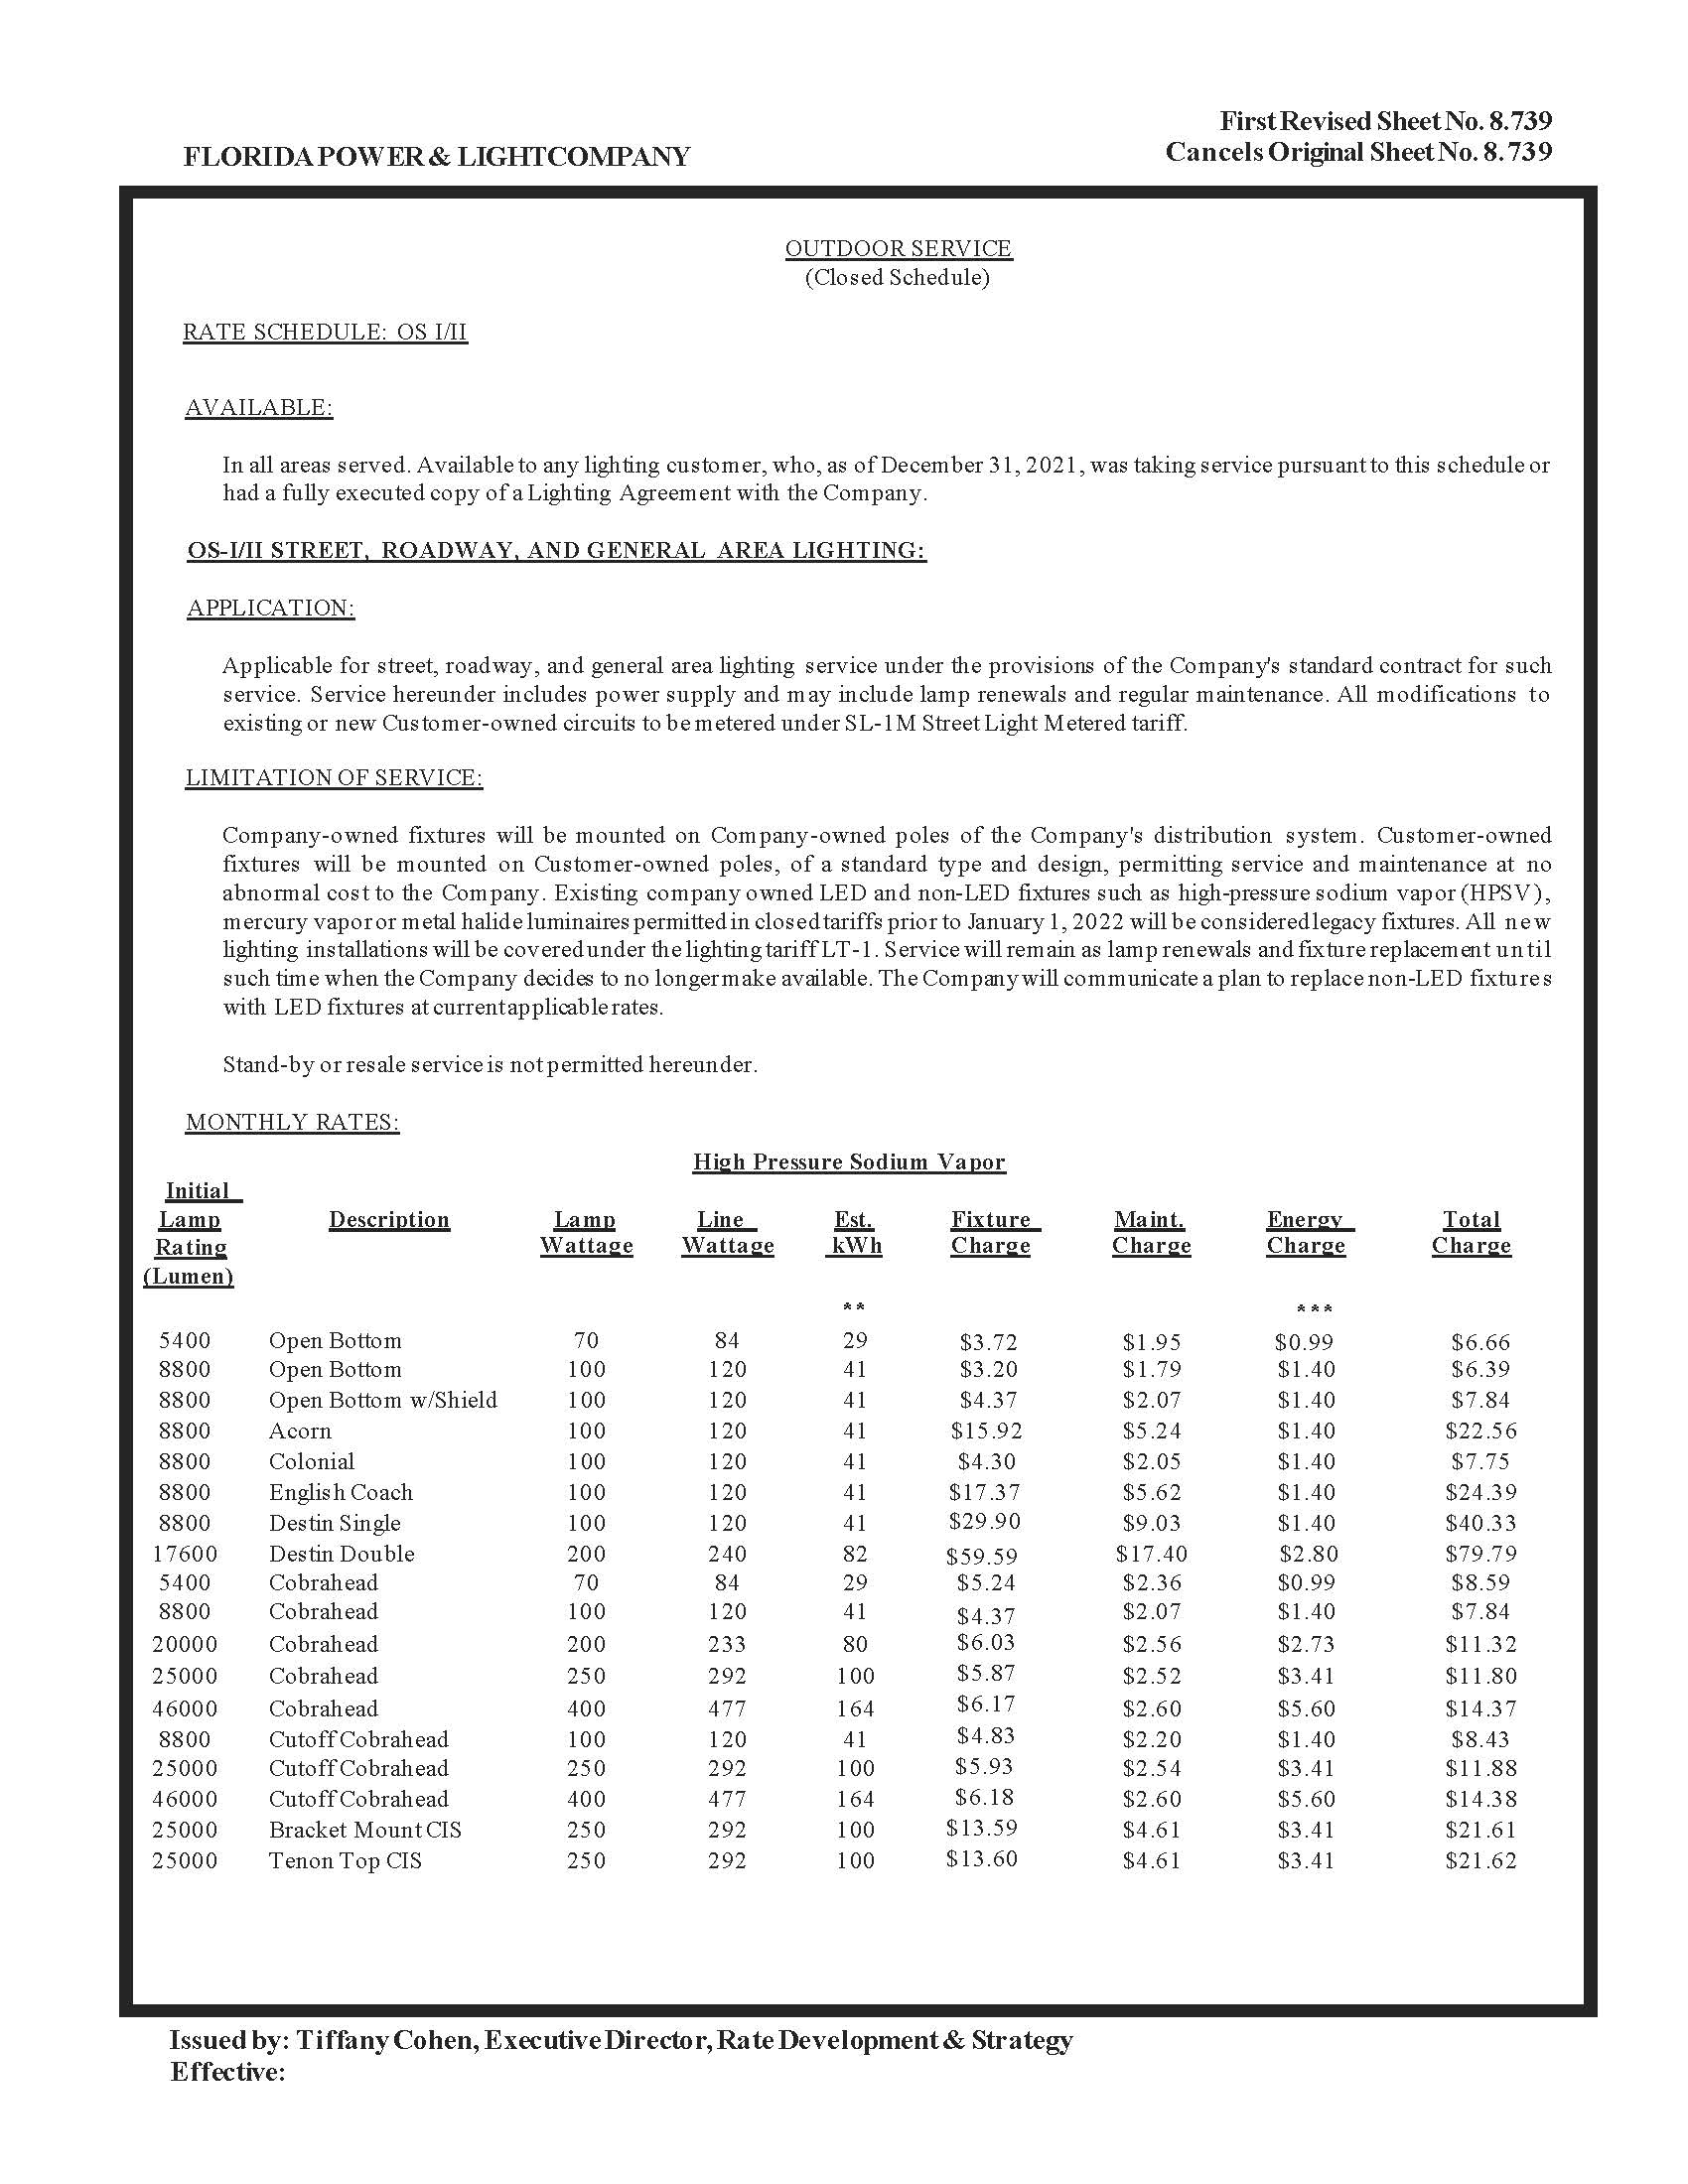 First Revised Sheet No. 8.739
FLORIDA POWER & LIGHT COMPANY
Cancels Original Sheet No. 8.739
OUTDOOR SERVICE
(Closed Schedule)
RATE SCHEDULE: OS I/II
AVAILABLE:
In all areas served. Available to any lighting customer, who, as of December 31, 2021, was taking service pursuant to this schedule or
had a fully executed copy of a Lighting Agreement with the Company.
OS-I/II STREET, ROADWAY, AND GENERAL AREA LIGHTING:
APPLICATION:
Applicable for street, roadway, and general area lighting service under the provisions of the Company's standard contract for such
service. Service hereunder includes power supply and may include lamp renewals and regular maintenance. All modifications to
existing or new Customer-owned circuits to be metered under SL-1M Street Light Metered tariff.
LIMITATION OF SERVICE:
Company-owned fixtures will be mounted on Company-owned poles of the Company's distribution system. Customer-owned
fixtures will be mounted on Customer-owned poles, of a standard type and design, permitting service and maintenance at no
abnormal cost to the Company. Existing company owned LED and non-LED fixtures such as high-pressure sodium vapor (HPSV),
mercury vapor or metal halide luminaires permitted in closed tariffs prior to January 1, 2022 will be considered legacy fixtures. All new
lighting installations will be covered under the lighting tariff LT-1. Service will remain as lamp renewals and fixture replacement until
such time when the Company decides to no longer make available. The Company will communicate a plan to replace non-LED fixtures
with LED fixtures at current applicable rates.
Stand-by or resale service is not permitted hereunder.
MONTHLY RATES:
High Pressure Sodium Vapor
Initial
Lamp Description Lamp Line Est. Fixture Maint. Energy Total
Rating Wattage Wattage kWh Charge Charge Charge Charge
(Lumen)
** ***
5400 Open Bottom 70 84 29 $3.72 $1.95 $0.99 $6.66
8800 Open Bottom 100 120 41 $3.20 $1.79 $1.40 $6.39
8800 Open Bottom w/Shield 100 120 41 $4.37 $2.07 $1.40 $7.84
8800 Acorn 100 120 41 $15.92 $5.24 $1.40 $22.56
8800 Colonial 100 120 41 $4.30 $2.05 $1.40 $7.75
8800 English Coach 100 120 41 $17.37 $5.62 $1.40 $24.39
8800 Destin Single 100 120 41 $29.90 $9.03 $1.40 $40.33
17600 Destin Double 200 240 82 $59.59 $17.40 $2.80 $79.79
5400 Cobrahead 70 84 29 $5.24 $2.36 $0.99 $8.59
8800 Cobrahead 100 120 41 $4.37 $2.07 $1.40 $7.84
20000 Cobrahead 200 233 80 $6.03 $2.56 $2.73 $11.32
25000 Cobrahead 250 292 100 $5.87 $2.52 $3.41 $11.80
46000 Cobrahead 400 477 164 $6.17 $2.60 $5.60 $14.37
8800 Cutoff Cobrahead 100 120 41 $4.83 $2.20 $1.40 $8.43
25000 Cutoff Cobrahead 250 292 100 $5.93 $2.54 $3.41 $11.88
46000 Cutoff Cobrahead 400 477 164 $6.18 $2.60 $5.60 $14.38
25000 Bracket Mount CIS 250 292 100 $13.59 $4.61 $3.41 $21.61
25000 Tenon Top CIS 250 292 100 $13.60 $4.61 $3.41 $21.62
Issued by: Tiffany Cohen, Executive Director, Rate Development & Strategy
Effective: